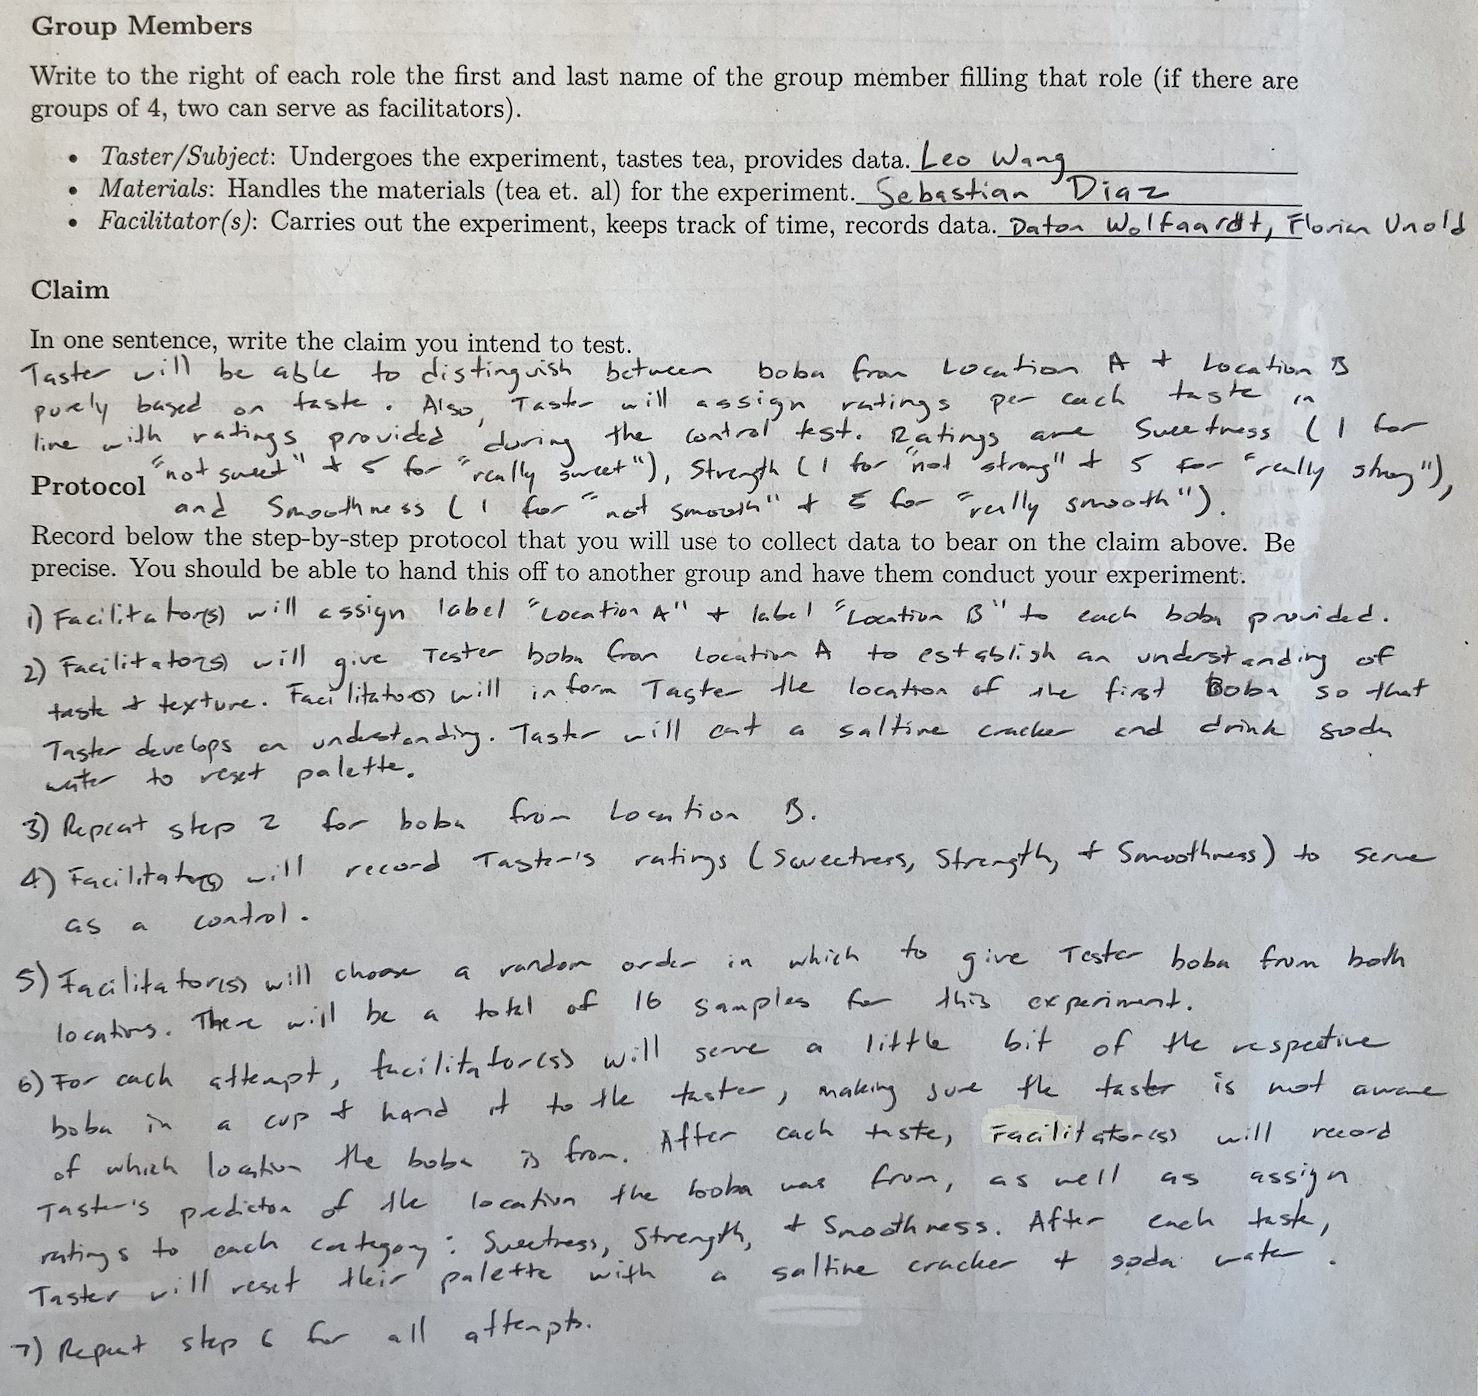 Group Members
Write to the right of each role the first and last name of the group member filling that role (if there are
groups of 4, two can serve as facilitators).
• Taster/Subject: Undergoes the experiment, tastes tea, provides data. Leo Wang
• Materials: Handles the materials (tea et. al) for the experiment. Sebastian Diaz
• Facilitator(s): Carries out the experiment, keeps track of time, records data. Daton Wolfaardt, Florian Unold
Claim
In one sentence, write the claim you intend to test.
Taster will be able to distinguish between boba from Location A + Location B
purely based on taste. Also, Taster will assign ratings per each taste in
line with ratings provided during the control test. Ratings are Sweetness (1 for
"not sweet" + 5 for "really sweet"), Strength (1 for "not strong" + 5 for "really strong"),
and Smoothness (1 for "not smooth" + 5 for "really smooth").
Protocol
Record below the step-by-step protocol that you will use to collect data to bear on the claim above. Be
precise. You should be able to hand this off to another group and have them conduct your experiment.
1) Facilitator(s) will assign label "Location A" + label "Location B" to each boba provided.
2) Facilitator(s) will give Taster boba from Location A to establish an understanding of
taste + texture. Facilitator(s) will inform Taster the location of the first Boba so that
Taster develops an understanding. Taster will eat a saltine cracker and drink soda
water to reset palette.
3) Repeat step 2 for boba from Location B.
4) Facilitator(s) will record Taster's ratings (Sweetness, Strength, + Smoothness) to serve
as a control.
5) Facilitator(s) will choose a random order in which to give Taster boba from both
locations. There will be a total of 16 samples for this experiment.
6) For each attempt, facilitator(s) will serve a little bit of the respective
boba in a cup + hand it to the taster, making sure the taster is not aware
of which location the boba is from. After each taste, Facilitator(s) will record
Taster's prediction of the location the boba was from, as well as assign
ratings to each category: Sweetness, Strength, + Smoothness. After each taste,
Taster will reset their palette with a saltine cracker + soda water.
7) Repeat step 6 for all attempts.